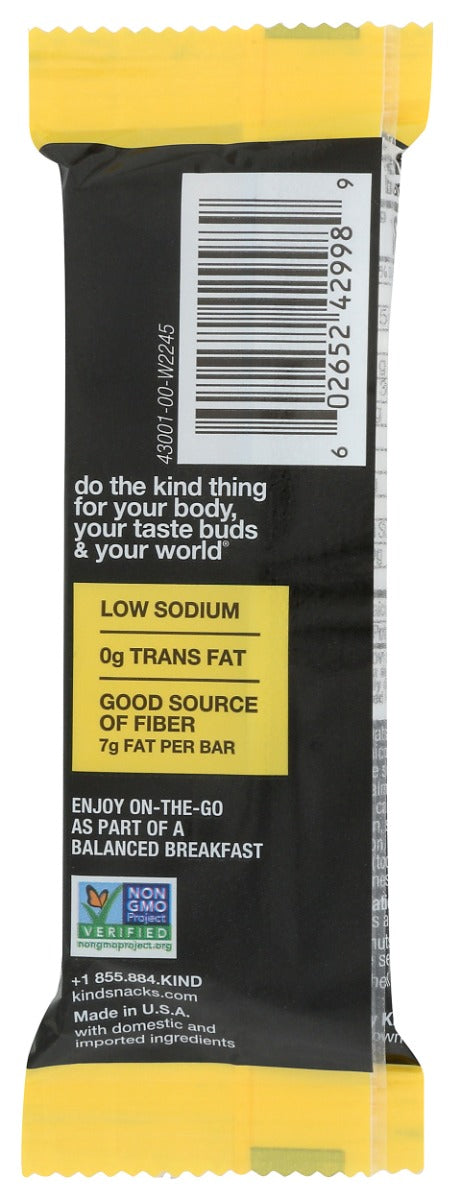 6 02652 42998 9
43001-00-W2245
do the kind thing
for your body,
your taste buds
& your world®
LOW SODIUM
0g TRANS FAT
GOOD SOURCE
OF FIBER
7g FAT PER BAR
ENJOY ON-THE-GO
AS PART OF A
BALANCED BREAKFAST
NON
GMO
Project
VERIFIED
nongmoproject.org
+1 855.884.KIND
kindsnacks.com
Made in U.S.A.
with domestic and
imported ingredients